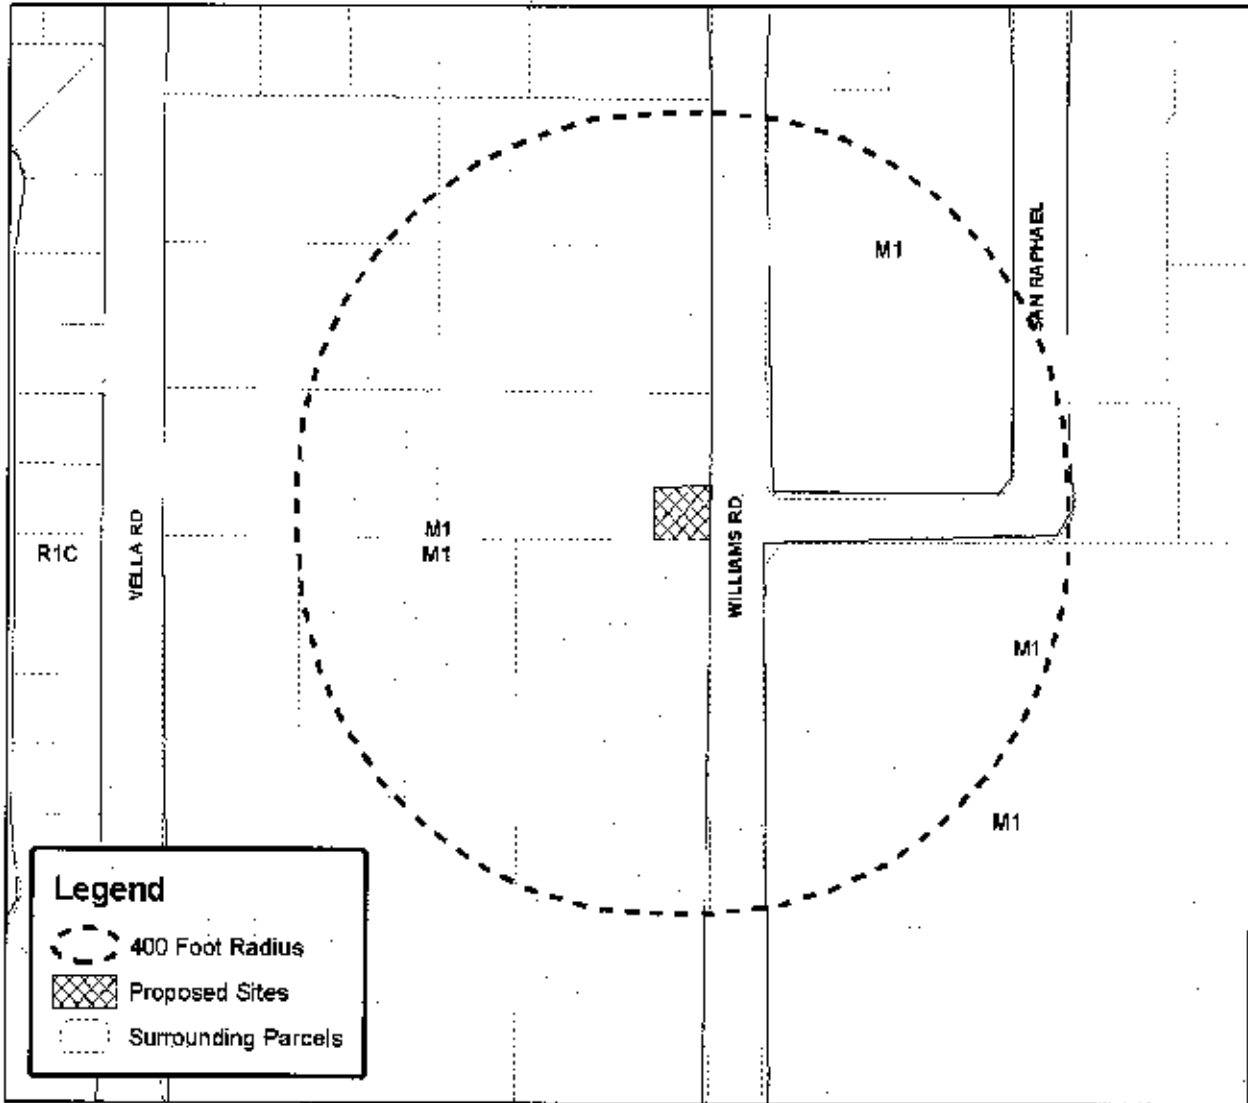 M1
SAN RAPHAEL
M1
M1
R1C
VELLA RD
WILLIAMS RD
M1
M1
Legend
400 Foot Radius
Proposed Sites
Surrounding Parcels